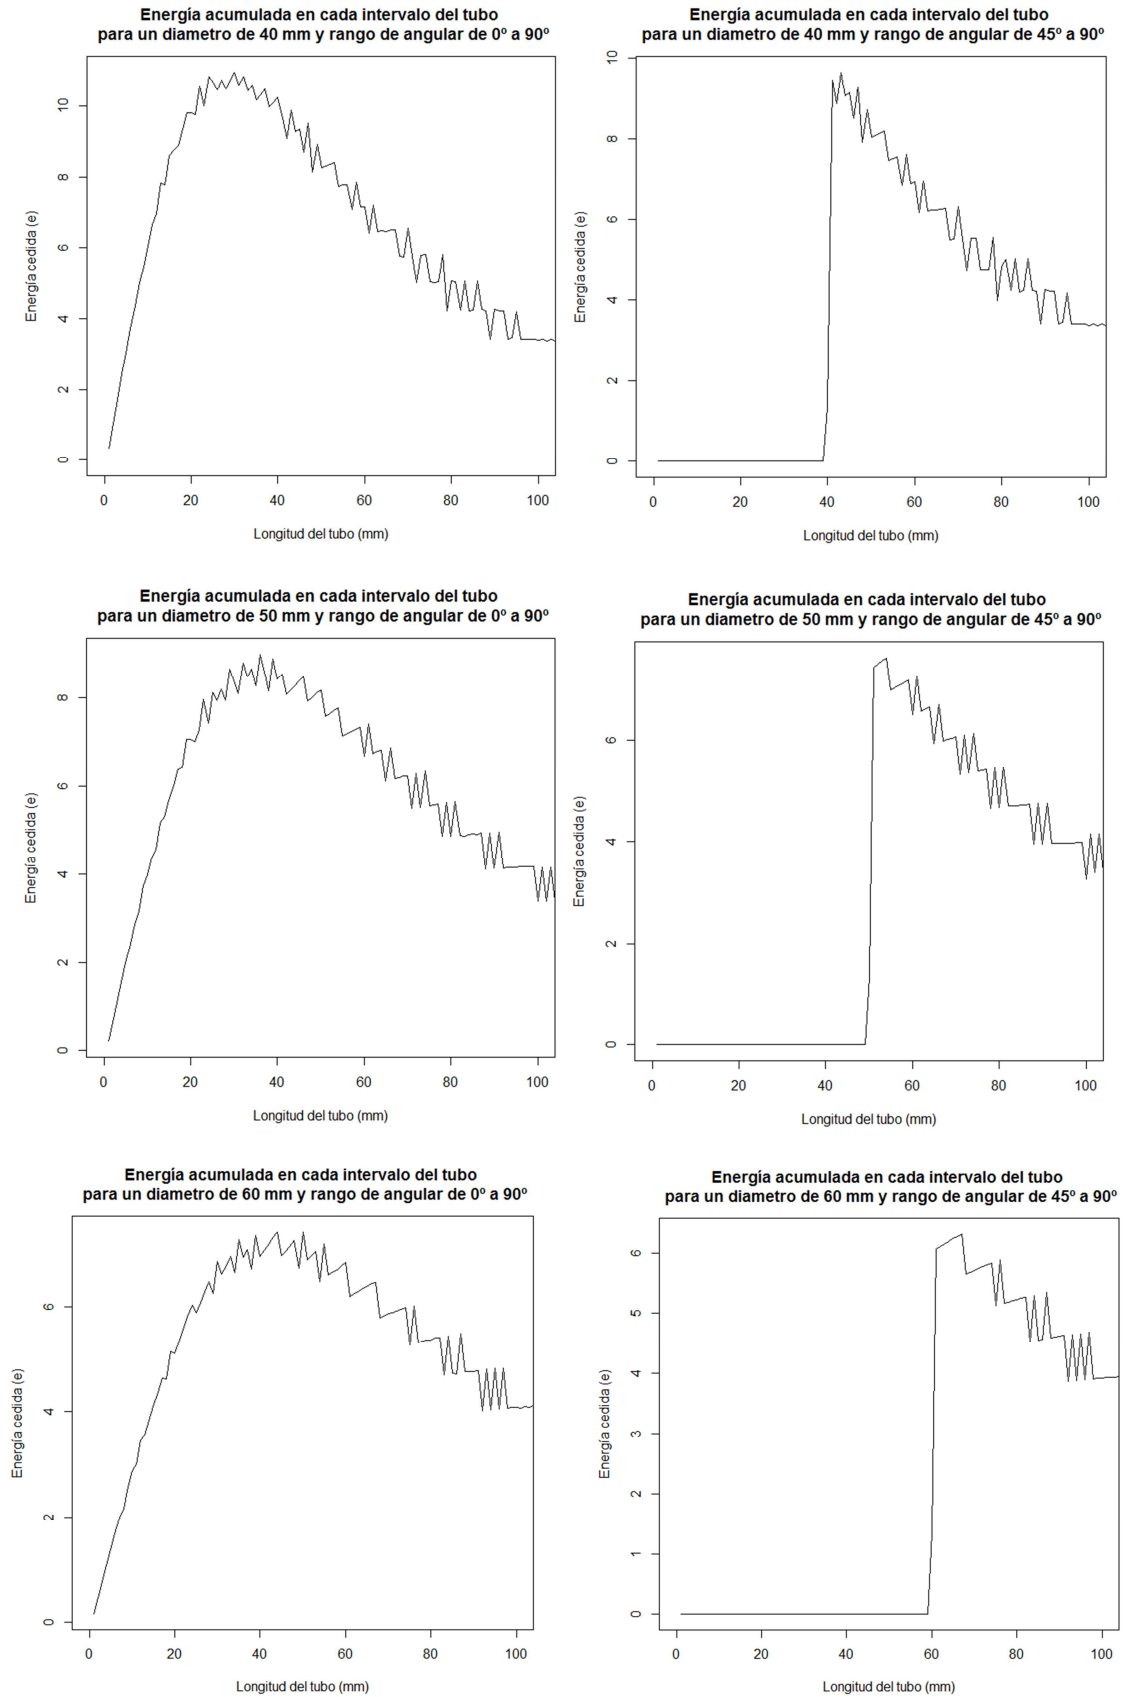 Energía acumulada en cada intervalo del tubo
para un diametro de 40 mm y rango de angular de 0º a 90º
Energía cedida (e)
0
2
4
6
8
10
0
20
40
60
80
100
Longitud del tubo (mm)
Energía acumulada en cada intervalo del tubo
para un diametro de 40 mm y rango de angular de 45º a 90º
Energía cedida (e)
0
2
4
6
8
10
0
20
40
60
80
100
Longitud del tubo (mm)
Energía acumulada en cada intervalo del tubo
para un diametro de 50 mm y rango de angular de 0º a 90º
Energía cedida (e)
0
2
4
6
8
0
20
40
60
80
100
Longitud del tubo (mm)
Energía acumulada en cada intervalo del tubo
para un diametro de 50 mm y rango de angular de 45º a 90º
Energía cedida (e)
0
2
4
6
0
20
40
60
80
100
Longitud del tubo (mm)
Energía acumulada en cada intervalo del tubo
para un diametro de 60 mm y rango de angular de 0º a 90º
Energía cedida (e)
0
2
4
6
0
20
40
60
80
100
Longitud del tubo (mm)
Energía acumulada en cada intervalo del tubo
para un diametro de 60 mm y rango de angular de 45º a 90º
Energía cedida (e)
0
1
2
3
4
5
6
0
20
40
60
80
100
Longitud del tubo (mm)